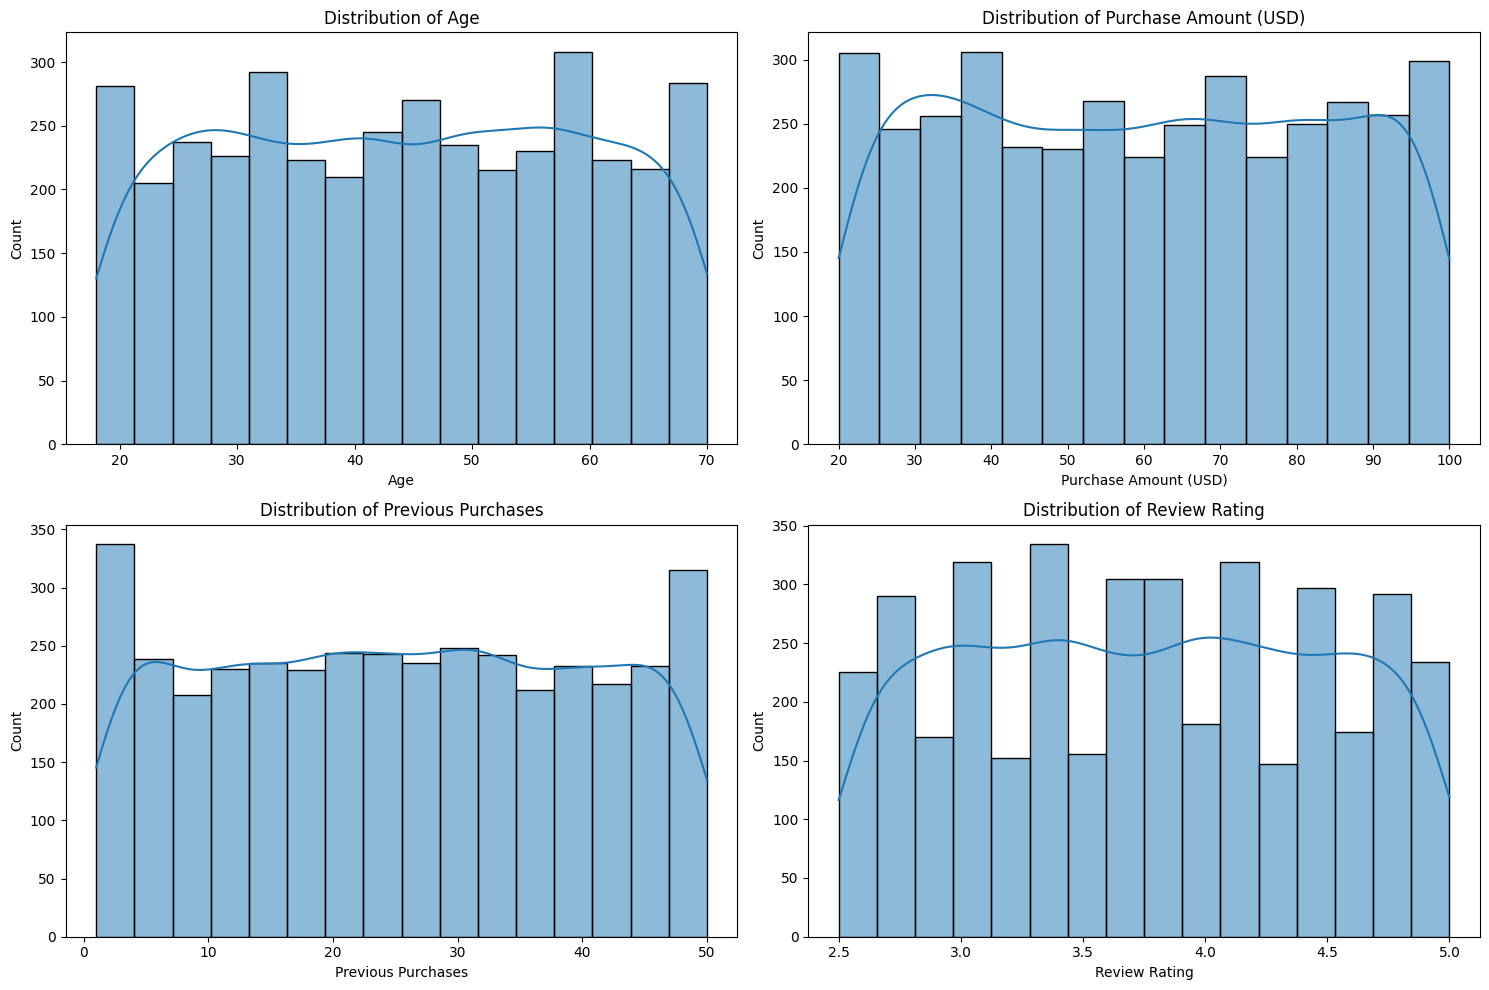 Distribution of Age
300
250
200
150
100
50
0
Count
20 30 40 50 60 70
Age
Distribution of Purchase Amount (USD)
300
250
200
150
100
50
0
Count
20 30 40 50 60 70 80 90 100
Purchase Amount (USD)
Distribution of Previous Purchases
350
300
250
200
150
100
50
0
Count
0 10 20 30 40 50
Previous Purchases
Distribution of Review Rating
350
300
250
200
150
100
50
0
Count
2.5 3.0 3.5 4.0 4.5 5.0
Review Rating